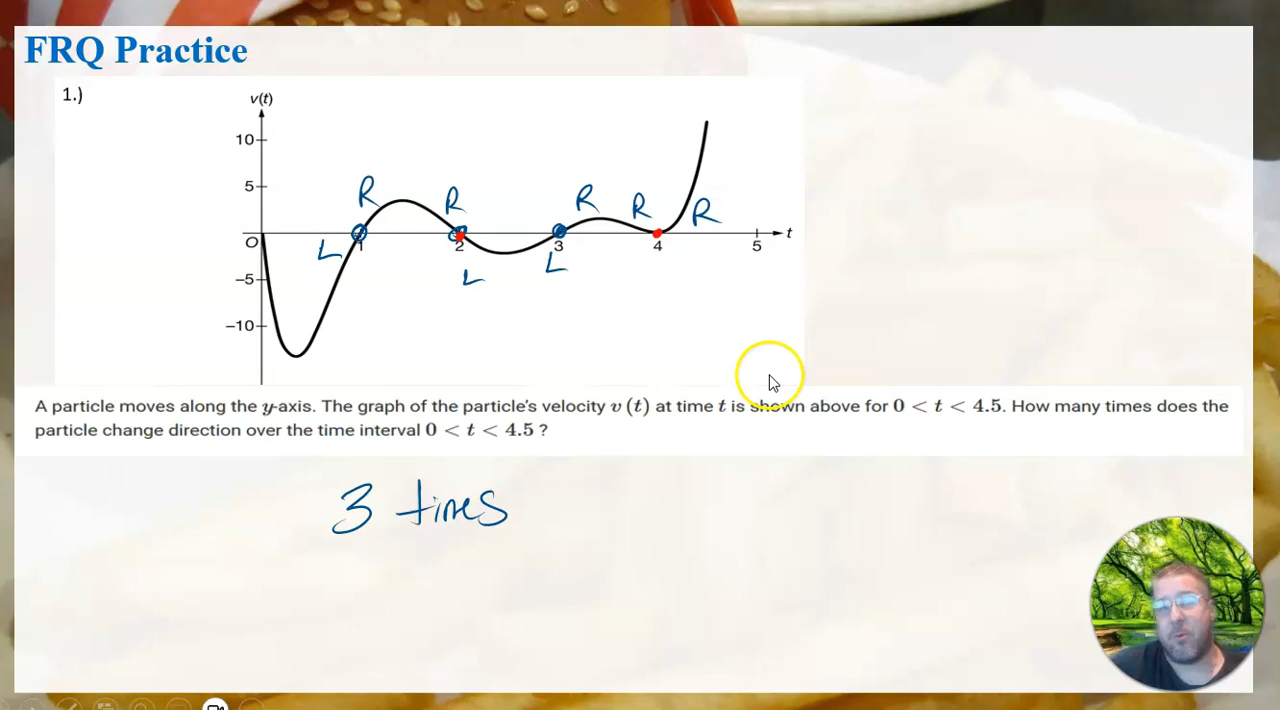 FRQ Practice
1.)
v(t)
10
5
R R R R R
O 1 2 3 4 5 t
L L L
−5
−10
A particle moves along the y-axis. The graph of the particle's velocity v (t) at time t is shown above for 0 < t < 4.5. How many times does the
particle change direction over the time interval 0 < t < 4.5 ?
3 times